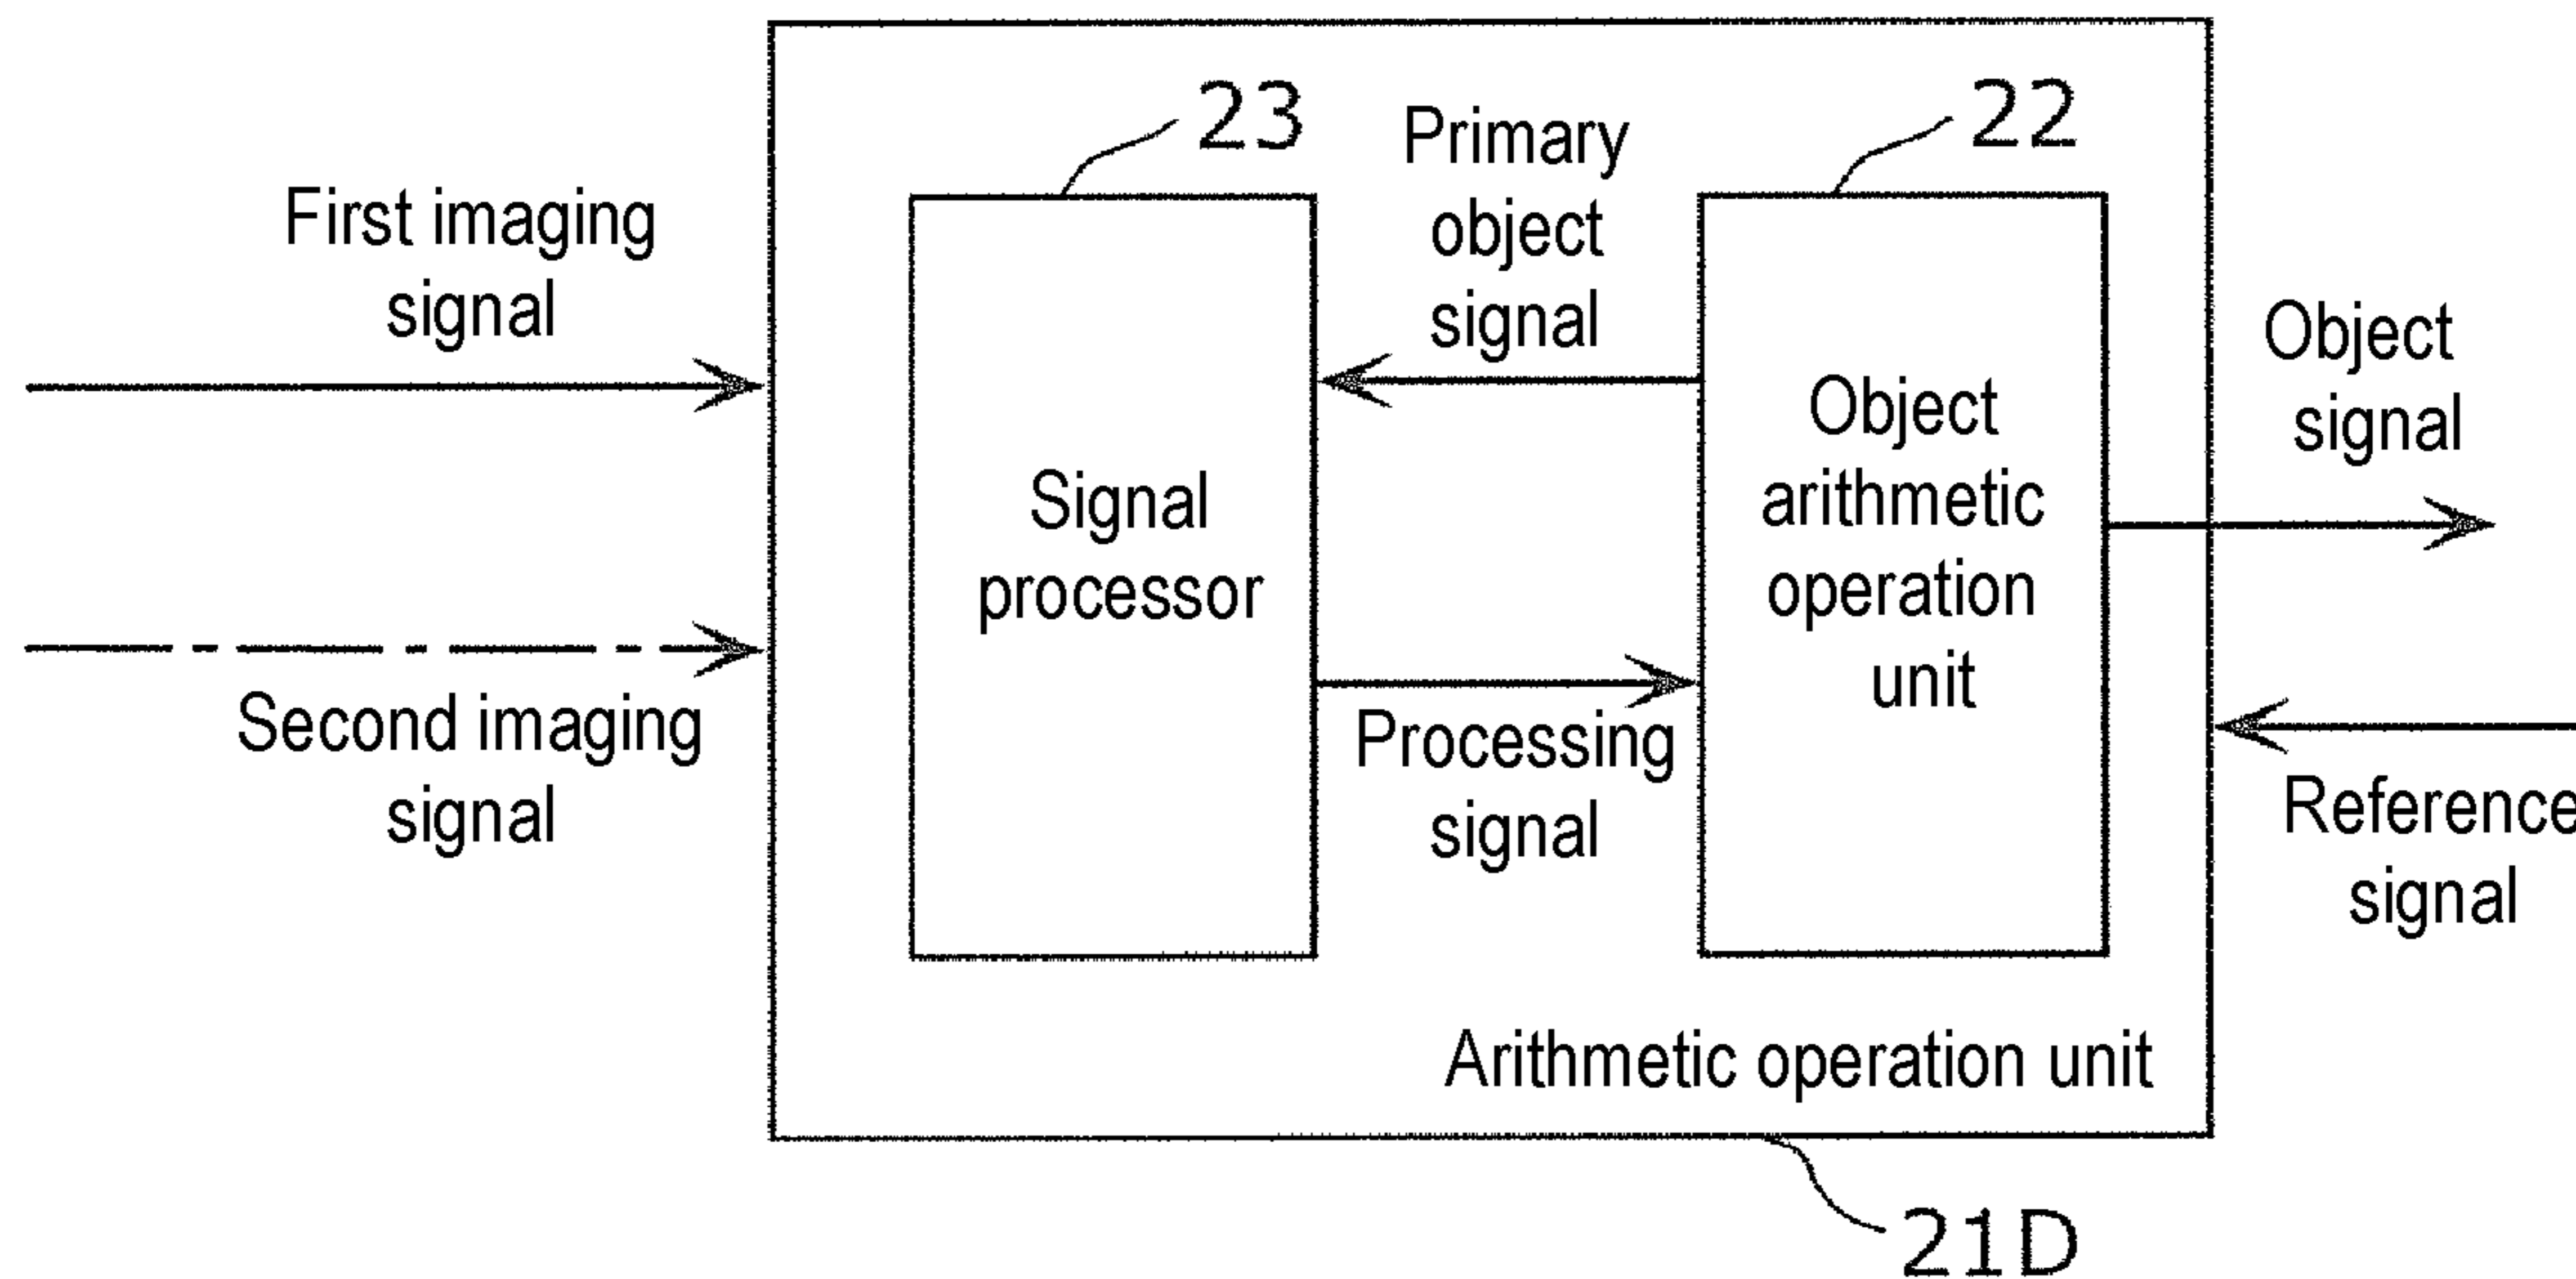 23
22
Primary
object
signal
First imaging
signal
Object
signal
Object
arithmetic
operation
unit
Signal
processor
Second imaging
signal
Processing
signal
Reference
signal
Arithmetic operation unit
21D